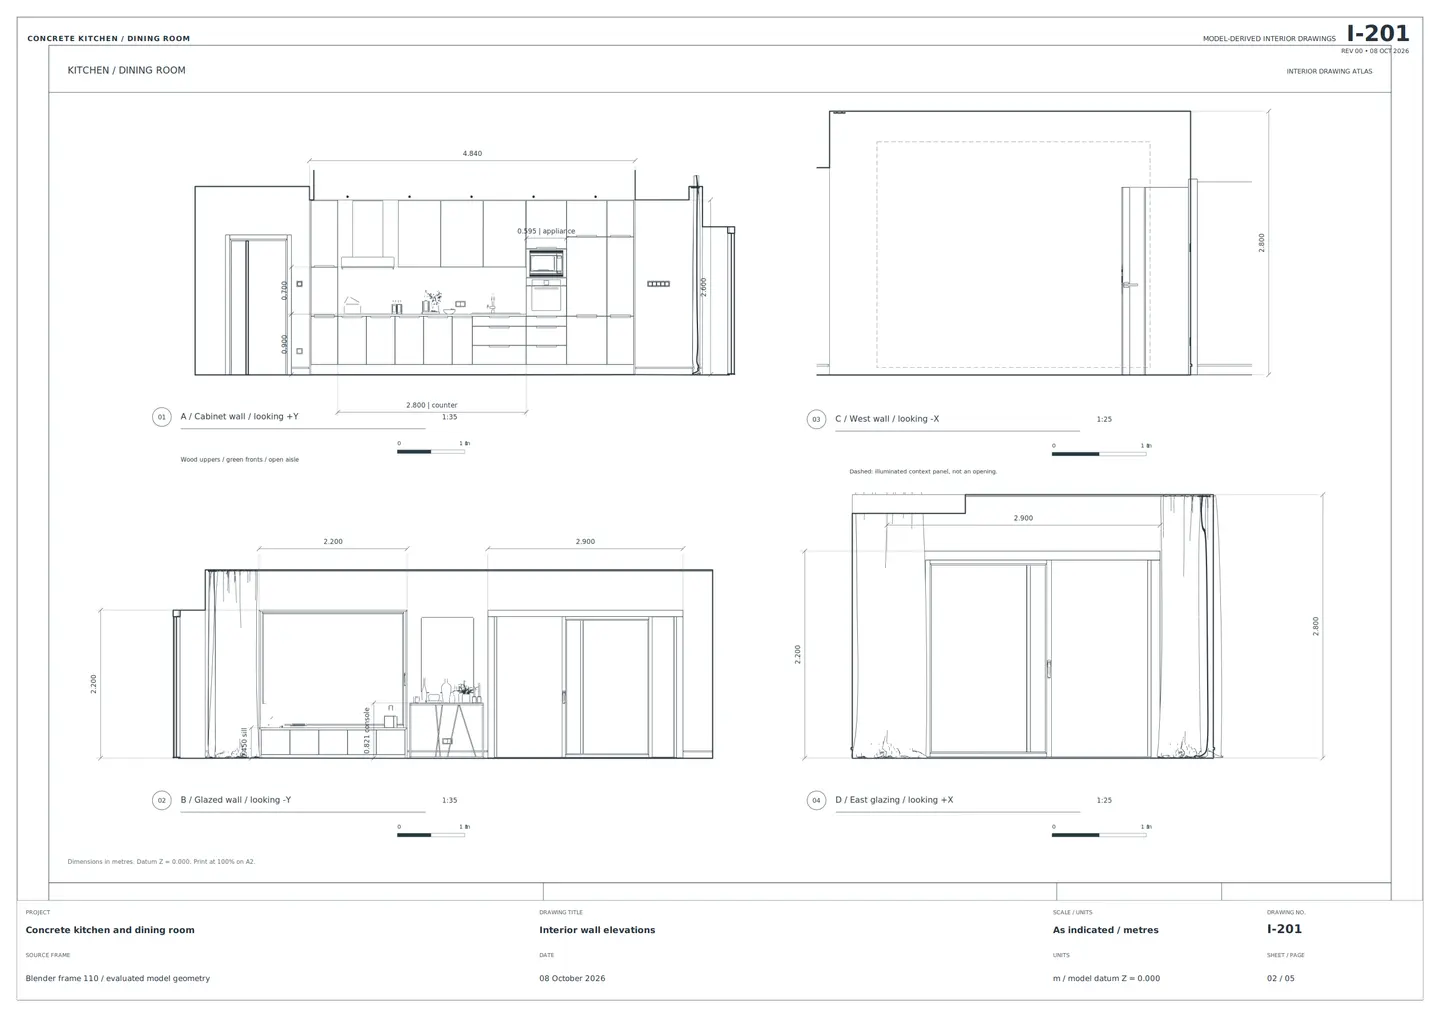 CONCRETE KITCHEN / DINING ROOM
MODEL-DERIVED INTERIOR DRAWINGS I-201
REV 00 • 08 OCT 2026
KITCHEN / DINING ROOM
INTERIOR DRAWING ATLAS
4.840
0.595 | appliance
0.700
0.900
2.600
2.800 | counter
01
A / Cabinet wall / looking +Y
1:35
0
1 m
Wood uppers / green fronts / open aisle
2.800
03
C / West wall / looking -X
1:25
0
1 m
Dashed: illuminated context panel, not an opening.
2.200
2.900
2.200
0.450 sill
0.821 console
02
B / Glazed wall / looking -Y
1:35
0
1 m
2.900
2.200
2.800
04
D / East glazing / looking +X
1:25
0
1 m
Dimensions in metres. Datum Z = 0.000. Print at 100% on A2.
PROJECT
Concrete kitchen and dining room
SOURCE FRAME
Blender frame 110 / evaluated model geometry
DRAWING TITLE
Interior wall elevations
DATE
08 October 2026
SCALE / UNITS
As indicated / metres
UNITS
m / model datum Z = 0.000
DRAWING NO.
I-201
SHEET / PAGE
02 / 05